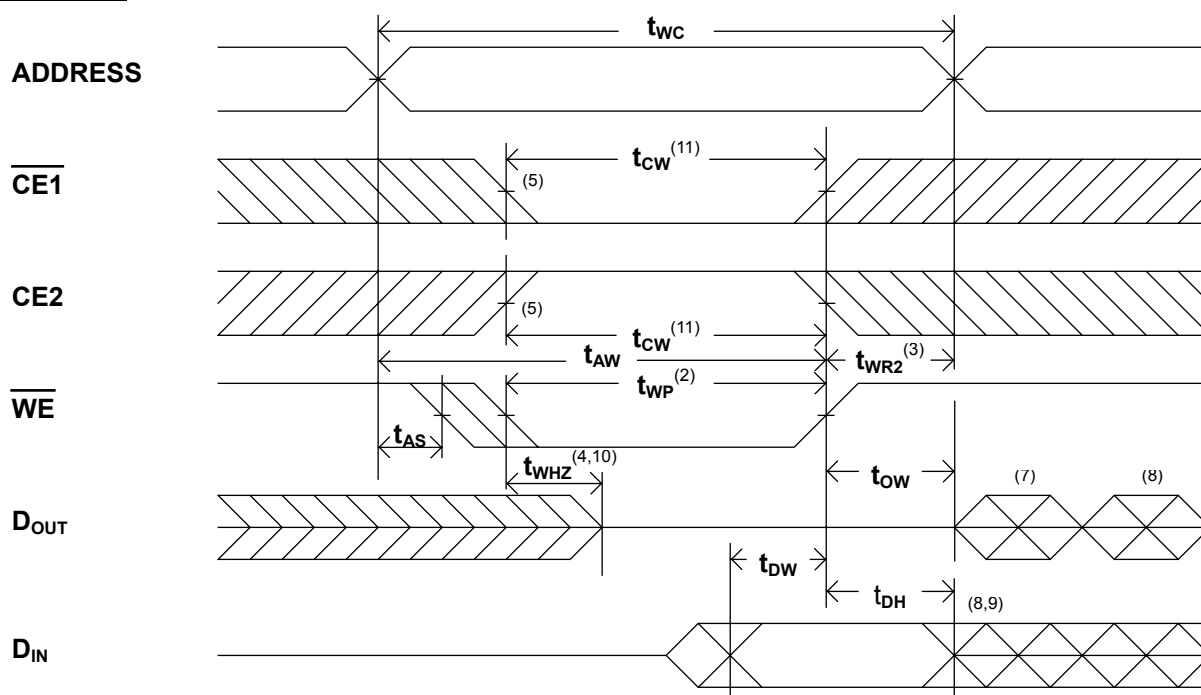 tWC
ADDRESS
CE1
tCW(11)
(5)
CE2
(5)
tCW(11)
tAW
tWR2(3)
WE
tWP(2)
tAS
tWHZ(4,10)
tOW
(7)
(8)
DOUT
tDW
tDH
(8,9)
DIN